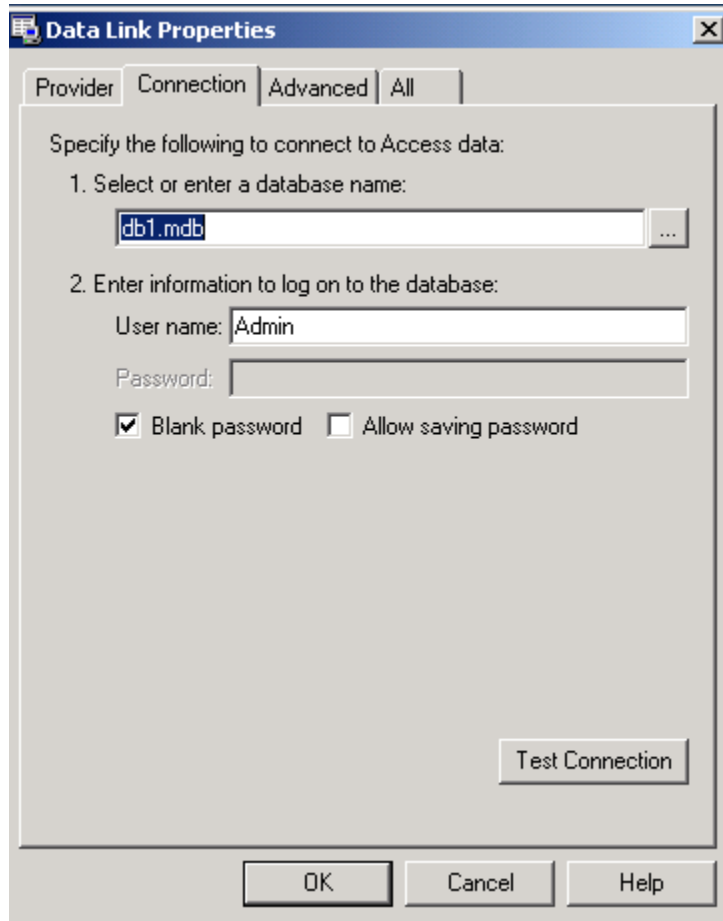 Data Link Properties
Provider Connection Advanced All
Specify the following to connect to Access data:
1. Select or enter a database name:
db1.mdb ...
2. Enter information to log on to the database:
User name: Admin
Password:
Blank password Allow saving password
Test Connection
OK Cancel Help